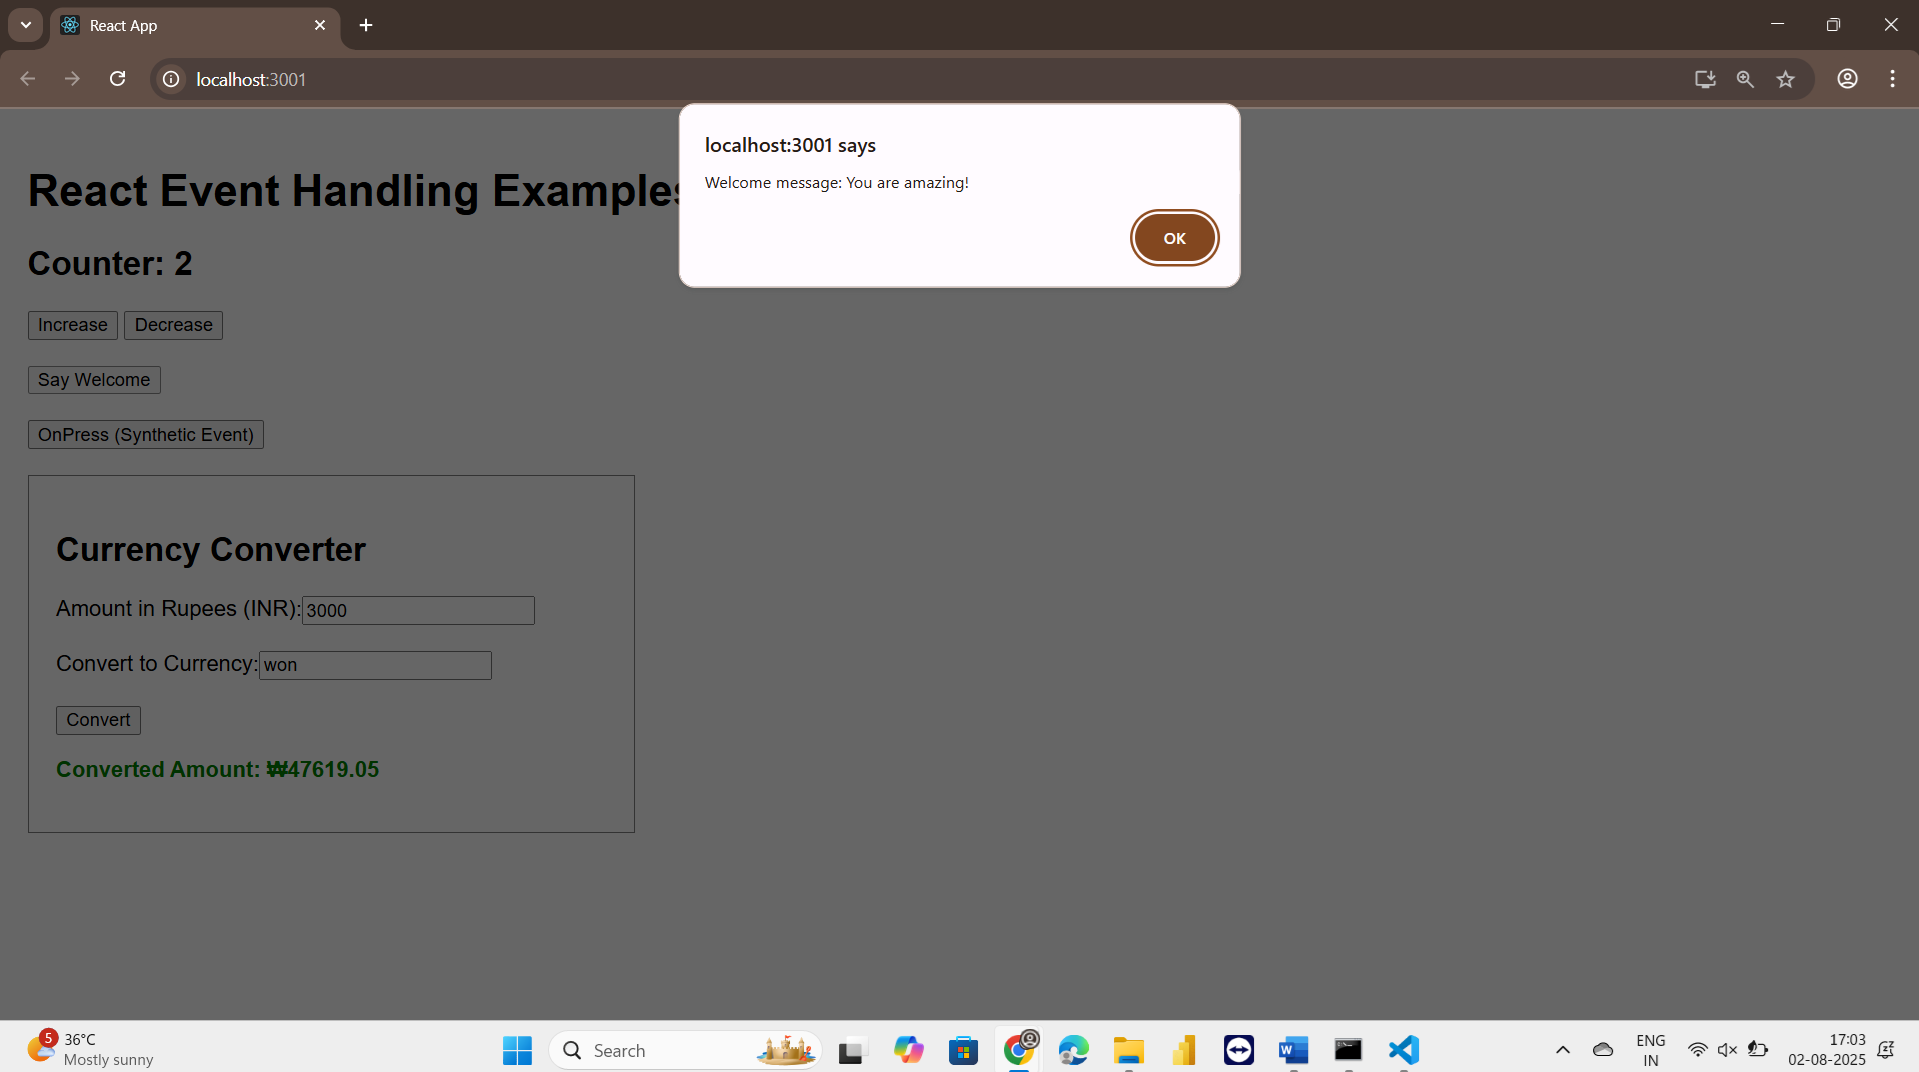 React App
localhost:3001
localhost:3001 says
Welcome message: You are amazing!
OK
React Event Handling Examples
Counter: 2
Increase Decrease
Say Welcome
OnPress (Synthetic Event)
Currency Converter
Amount in Rupees (INR): 3000
Convert to Currency: won
Convert
Converted Amount: ₩47619.05
5
36°C
Mostly sunny
Search
ENG
IN
17:03
02-08-2025